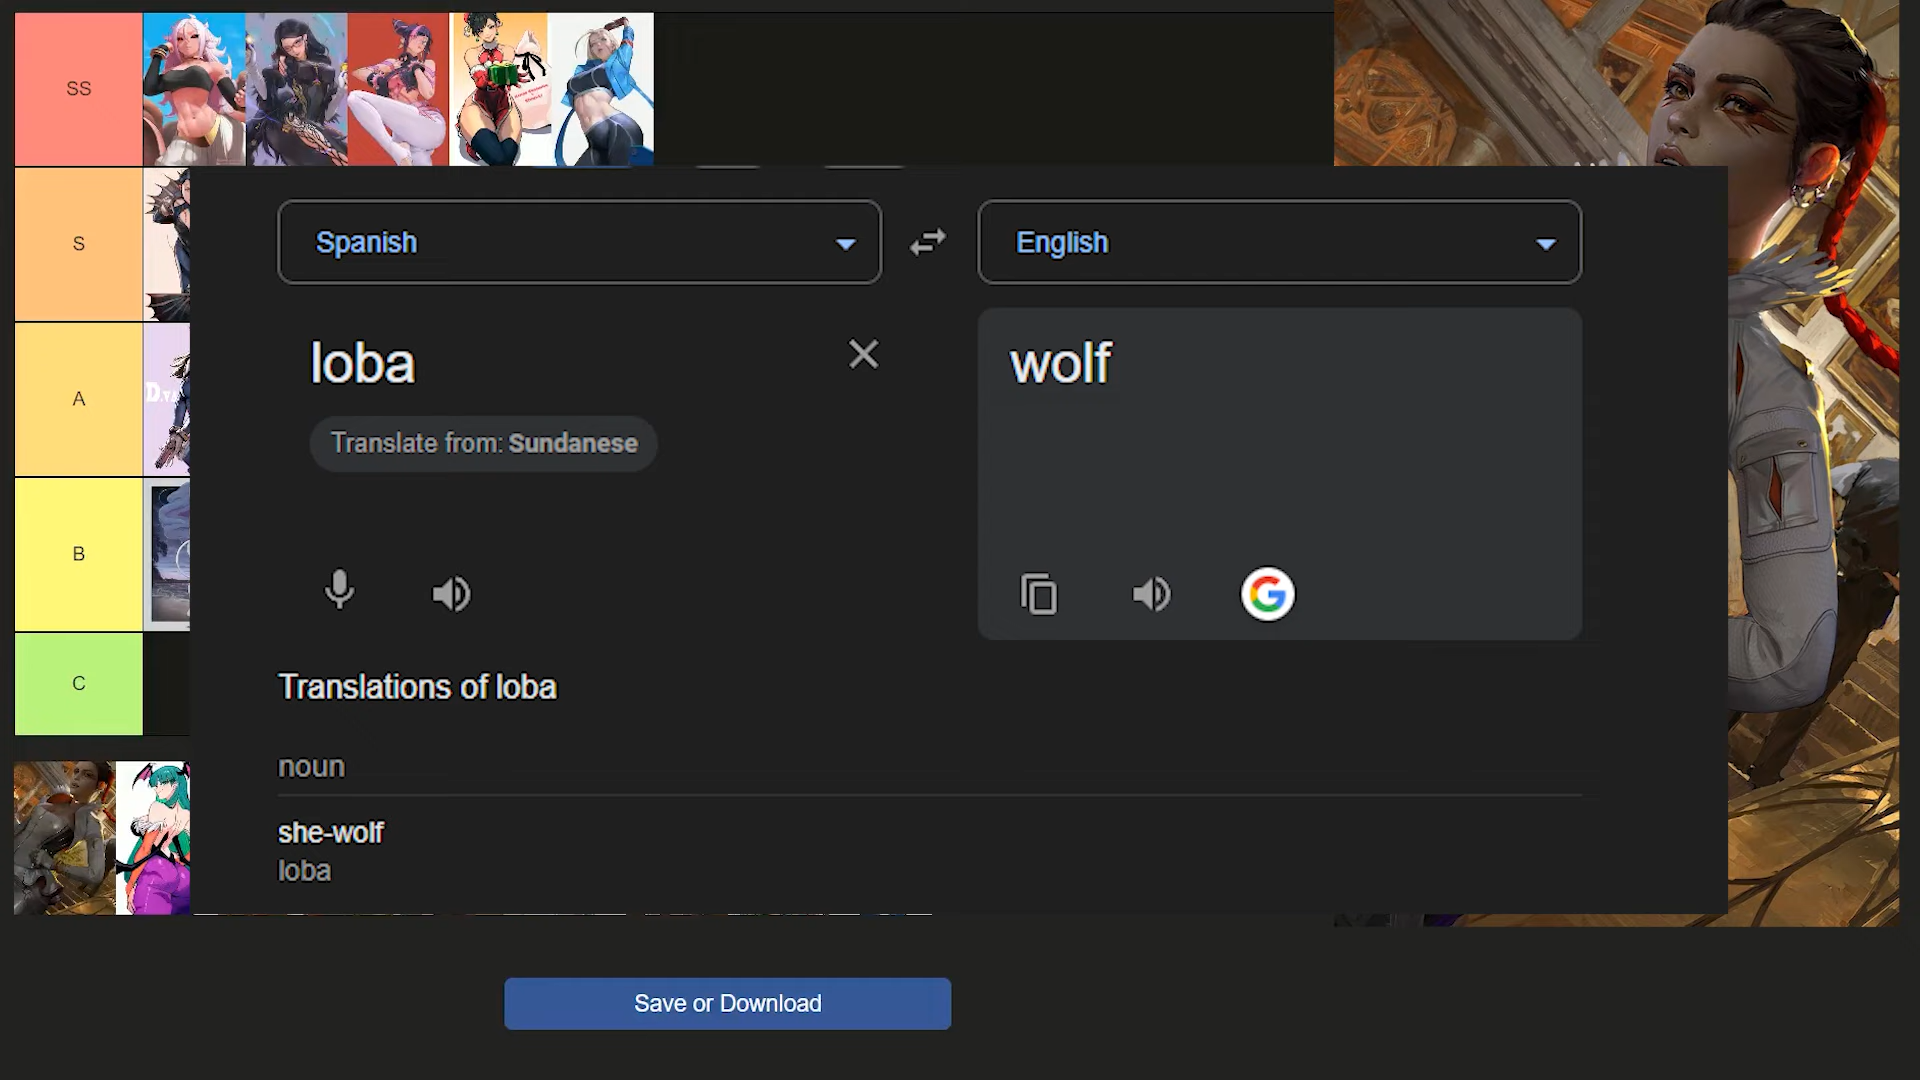 SS
S
A
B
C
Spanish
English
loba
wolf
Translate from: Sundanese
Translations of loba
noun
she-wolf
loba
Save or Download